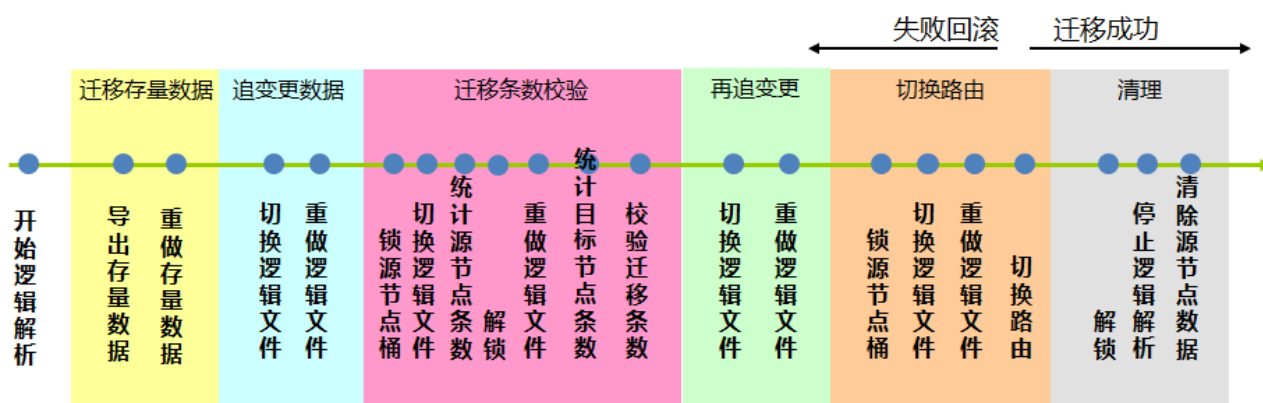 失败回滚
迁移成功
迁移存量数据
追变更数据
迁移条数校验
再追变更
切换路由
清理
开始逻辑解析
导出存量数据
重做存量数据
切换逻辑文件
重做逻辑文件
锁源节点桶
切换逻辑文件
统计源节点条数
解锁
重做逻辑文件
统计目标节点条数
校验迁移条数
切换逻辑文件
重做逻辑文件
锁源节点桶
切换逻辑文件
重做逻辑文件
切换路由
解锁
停止逻辑解析
清除源节点数据